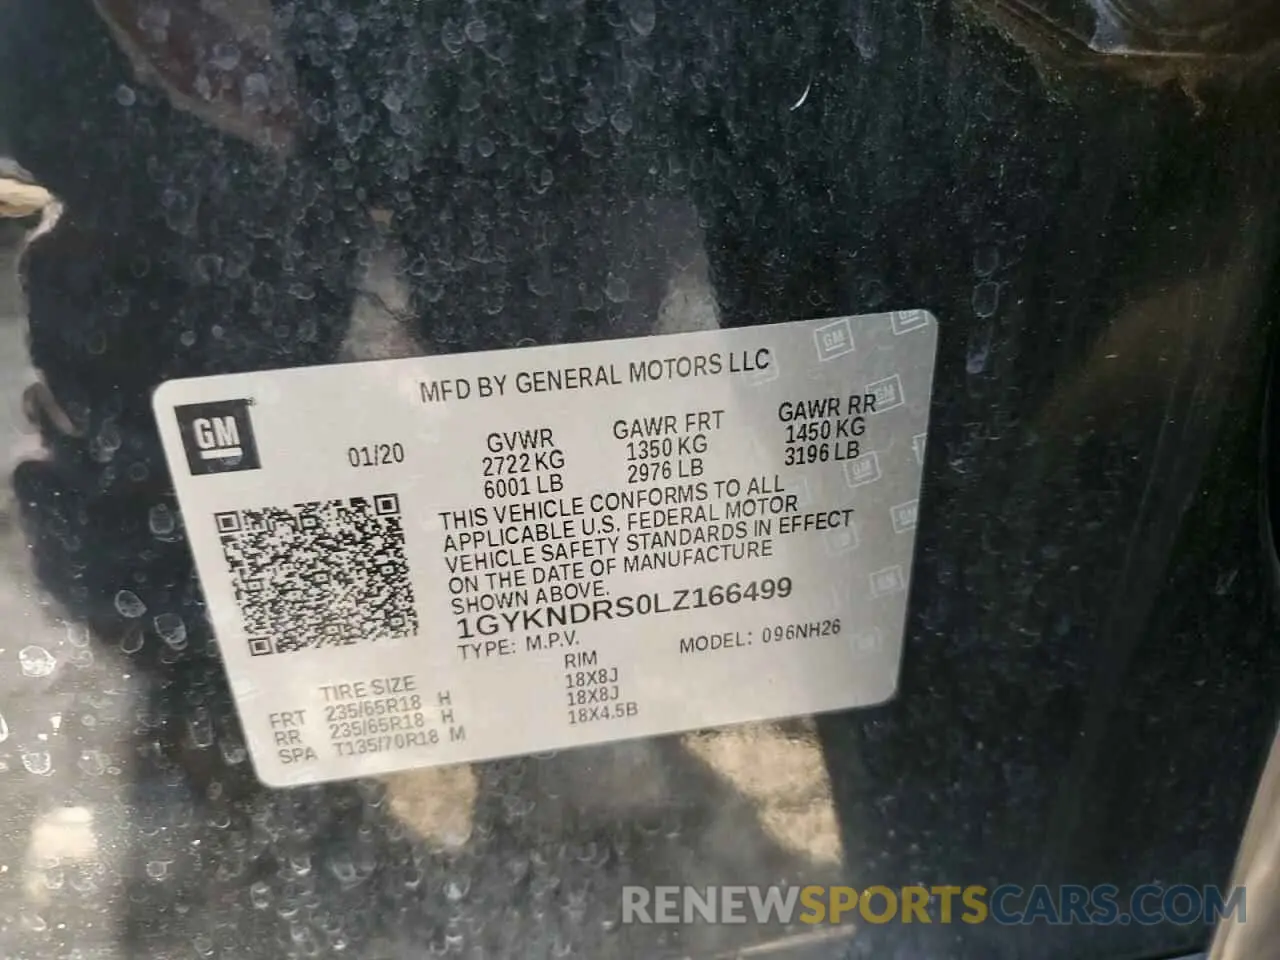 MFD BY GENERAL MOTORS LLC
GM
01/20
GVWR
2722 KG
6001 LB
GAWR FRT
1350 KG
2976 LB
GAWR RR
1450 KG
3196 LB
THIS VEHICLE CONFORMS TO ALL
APPLICABLE U.S. FEDERAL MOTOR
VEHICLE SAFETY STANDARDS IN EFFECT
ON THE DATE OF MANUFACTURE
SHOWN ABOVE.
1GYKNDRS0LZ166499
TYPE: M.P.V.
MODEL: 096NH26
TIRE SIZE RIM
FRT 235/65R18 H 18X8J
RR 235/65R18 H 18X8J
SPA T135/70R18 M 18X4.5B
RENEWSPORTSCARS.COM